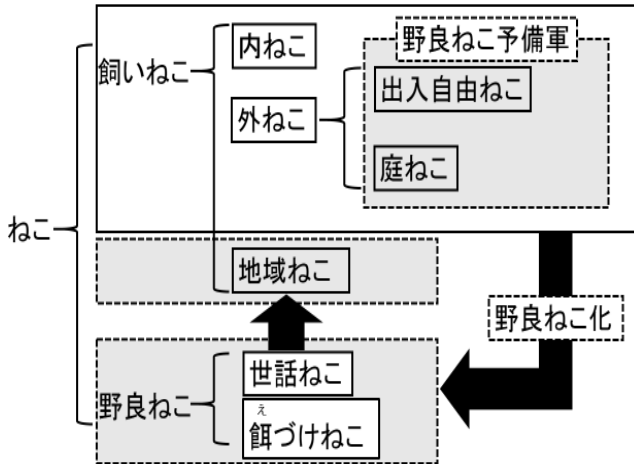 野良ねこ予備軍
内ねこ
飼いねこ
出入自由ねこ
外ねこ
庭ねこ
ねこ
地域ねこ
野良ねこ化
世話ねこ
野良ねこ
え
餌づけねこ